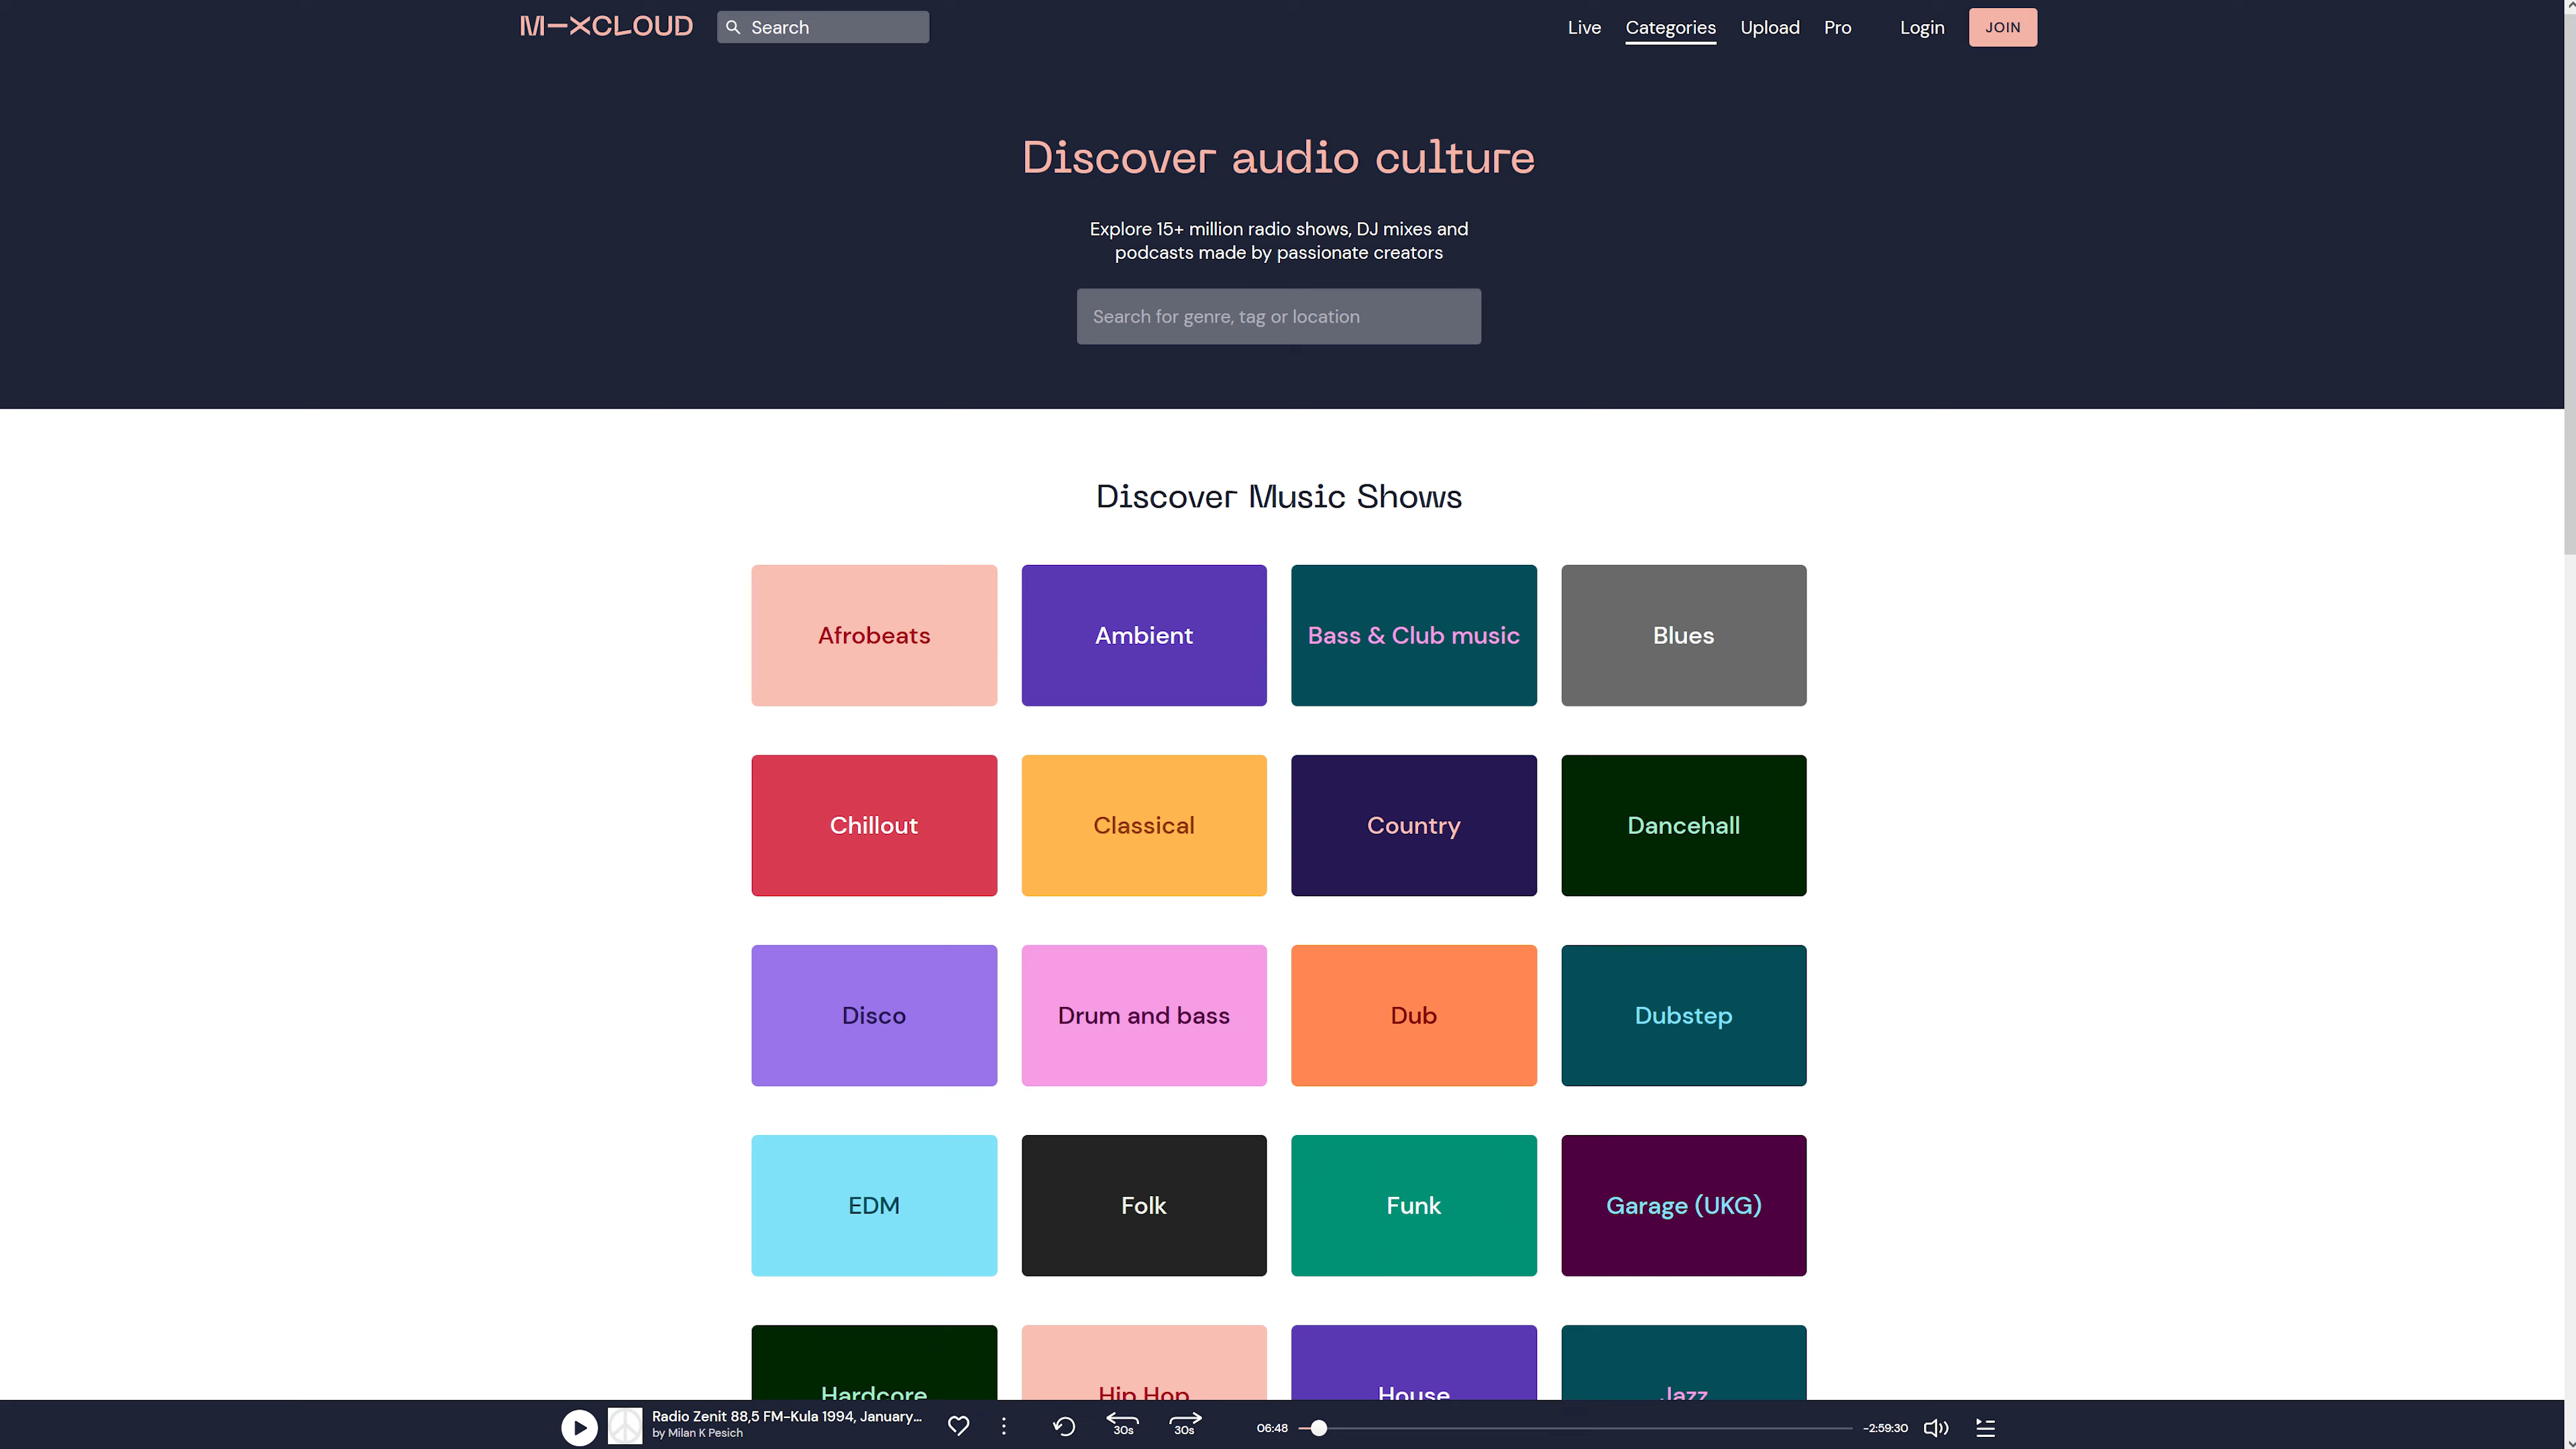 M-XCLOUD
Search
Live
Categories
Upload
Pro
Login
JOIN
Discover audio culture
Explore 15+ million radio shows, DJ mixes and
podcasts made by passionate creators
Search for genre, tag or location
Discover Music Shows
Afrobeats
Ambient
Bass & Club music
Blues
Chillout
Classical
Country
Dancehall
Disco
Drum and bass
Dub
Dubstep
EDM
Folk
Funk
Garage (UKG)
Hardcore
Hip Hop
House
Jazz
Radio Zenit 88,5 FM-Kula 1994, January...
by Milan K Pesich
30s
30s
06:48
-2:59:30